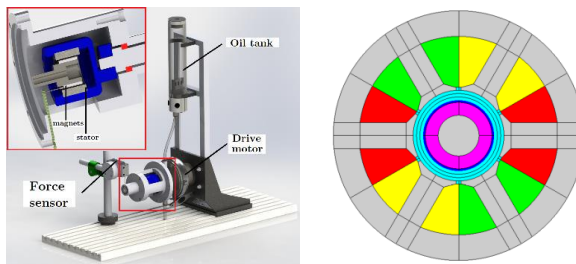 Oil tank
magnets
stator
Drive
motor
Force
sensor